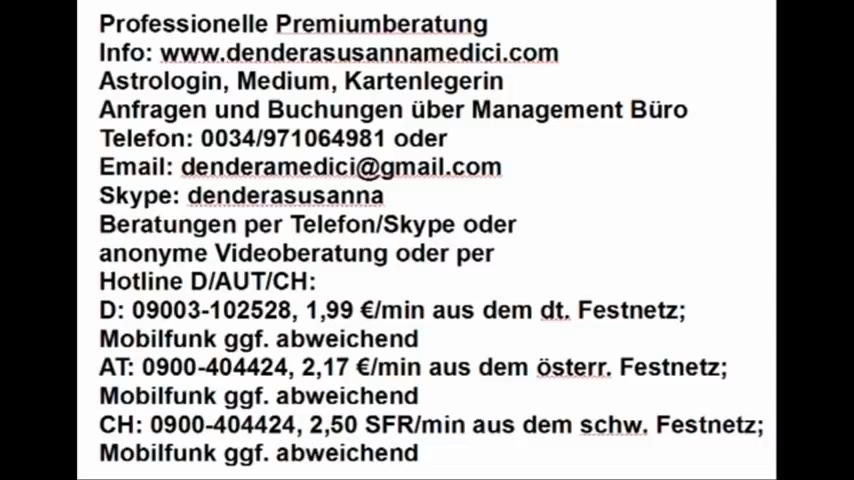 Professionelle Premiumberatung
Info: www.denderasusannamedici.com
Astrologin, Medium, Kartenlegerin
Anfragen und Buchungen über Management Büro
Telefon: 0034/971064981 oder
Email: denderamedici@gmail.com
Skype: denderasusanna
Beratungen per Telefon/Skype oder
anonyme Videoberatung oder per
Hotline D/AUT/CH:
D: 09003-102528, 1,99 €/min aus dem dt. Festnetz;
Mobilfunk ggf. abweichend
AT: 0900-404424, 2,17 €/min aus dem österr. Festnetz;
Mobilfunk ggf. abweichend
CH: 0900-404424, 2,50 SFR/min aus dem schw. Festnetz;
Mobilfunk ggf. abweichend